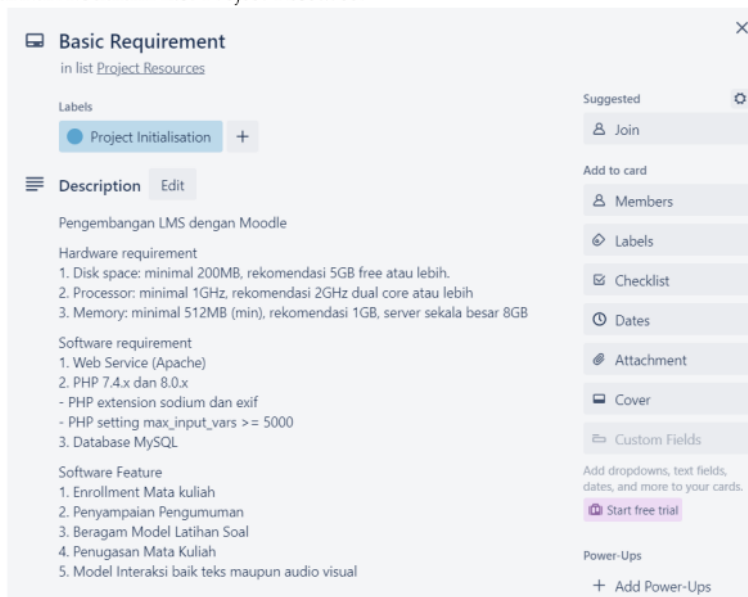 Basic Requirement
in list Project Resources
Labels
Project Initialisation +
Description Edit
Pengembangan LMS dengan Moodle
Hardware requirement
1. Disk space: minimal 200MB, rekomendasi 5GB free atau lebih.
2. Processor: minimal 1GHz, rekomendasi 2GHz dual core atau lebih
3. Memory: minimal 512MB (min), rekomendasi 1GB, server sekala besar 8GB
Software requirement
1. Web Service (Apache)
2. PHP 7.4.x dan 8.0.x
- PHP extension sodium dan exif
- PHP setting max_input_vars >= 5000
3. Database MySQL
Software Feature
1. Enrollment Mata kuliah
2. Penyampaian Pengumuman
3. Beragam Model Latihan Soal
4. Penugasan Mata Kuliah
5. Model Interaksi baik teks maupun audio visual
Suggested
Join
Add to card
Members
Labels
Checklist
Dates
Attachment
Cover
Custom Fields
Add dropdowns, text fields,
dates, and more to your cards.
Start free trial
Power-Ups
+ Add Power-Ups